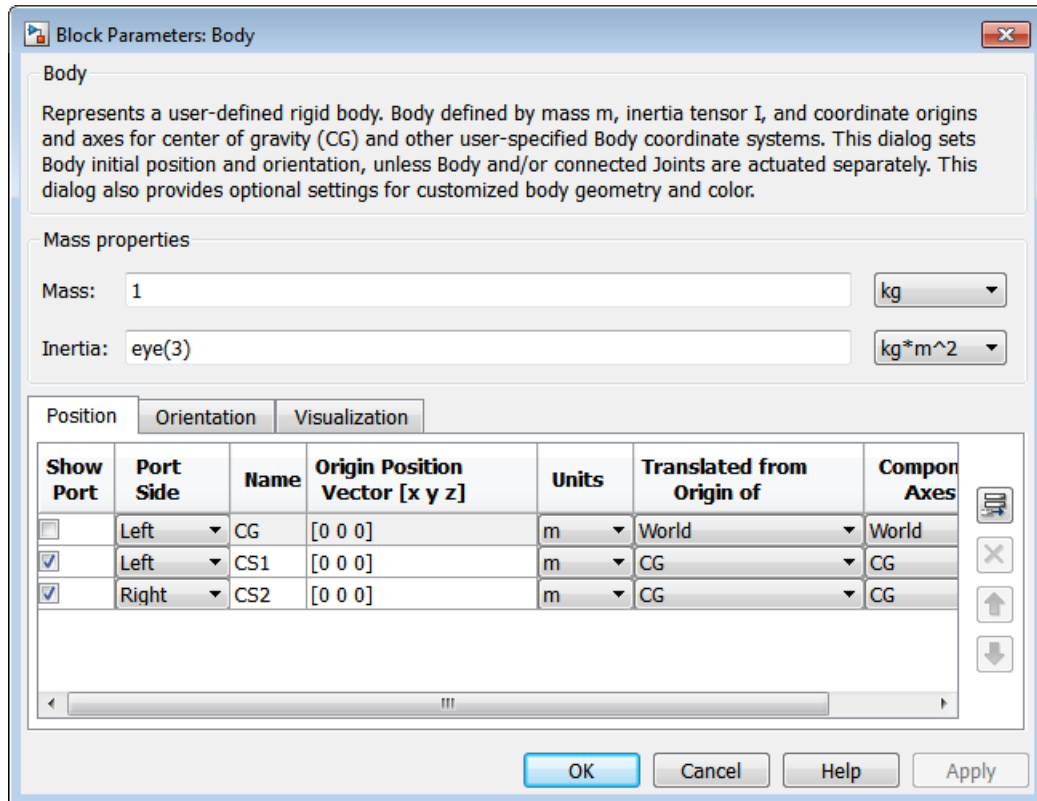 Block Parameters: Body
Body
Represents a user-defined rigid body. Body defined by mass m, inertia tensor I, and coordinate origins
and axes for center of gravity (CG) and other user-specified Body coordinate systems. This dialog sets
Body initial position and orientation, unless Body and/or connected Joints are actuated separately. This
dialog also provides optional settings for customized body geometry and color.
Mass properties
Mass: 1 kg
Inertia: eye(3) kg*m^2
Position Orientation Visualization
Show Port Origin Position Translated from Compon
Port Side Name Vector [x y z] Units Origin of Axes
Left CG [0 0 0] m World World
Left CS1 [0 0 0] m CG CG
Right CS2 [0 0 0] m CG CG
OK Cancel Help Apply